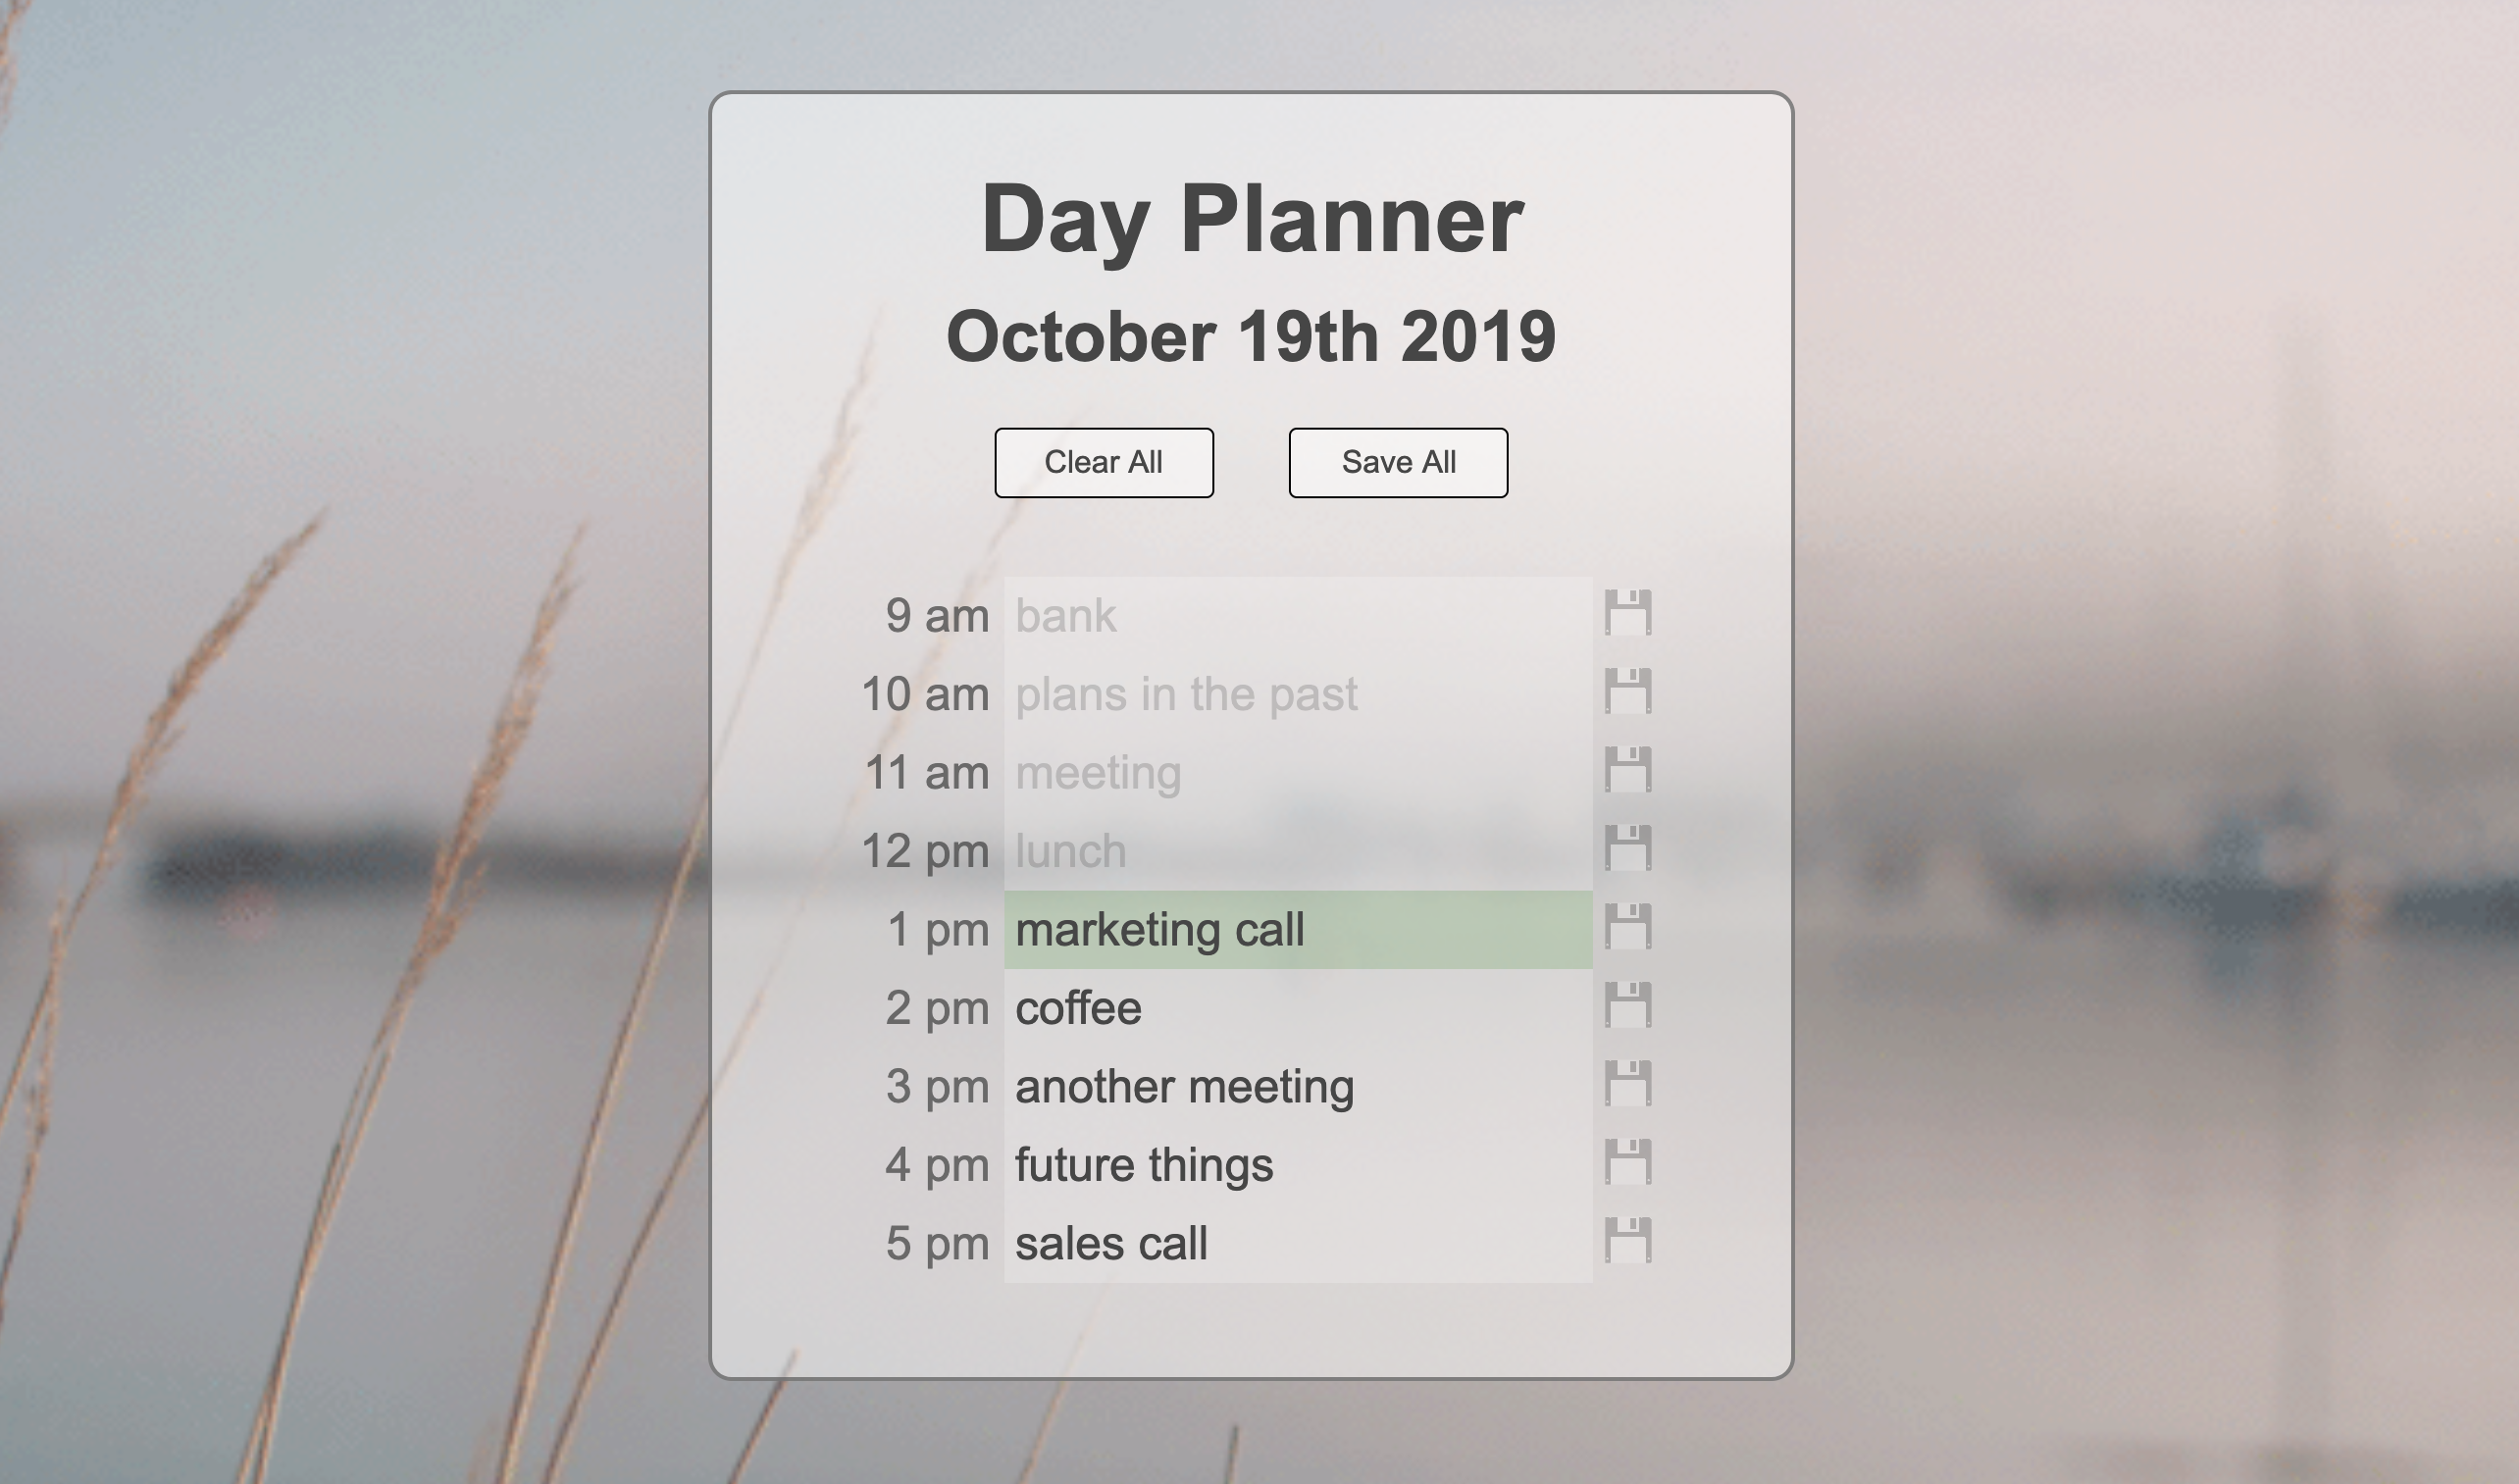 Day Planner
October 19th 2019
Clear All Save All
9 am bank
10 am plans in the past
11 am meeting
12 pm lunch
1 pm marketing call
2 pm coffee
3 pm another meeting
4 pm future things
5 pm sales call